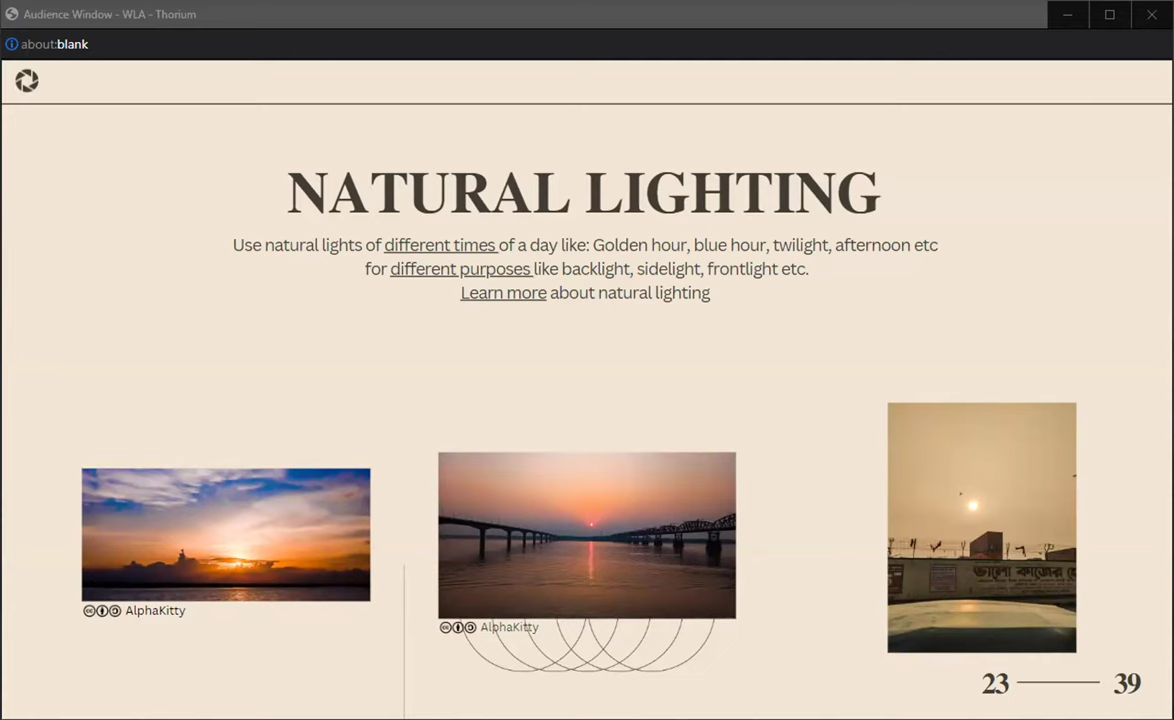 Audience Window - WLA - Thorium
about:blank
NATURAL LIGHTING
Use natural lights of different times of a day like: Golden hour, blue hour, twilight, afternoon etc
for different purposes like backlight, sidelight, frontlight etc.
Learn more about natural lighting
ভালো কাজের
AlphaKitty
AlphaKitty
23
39